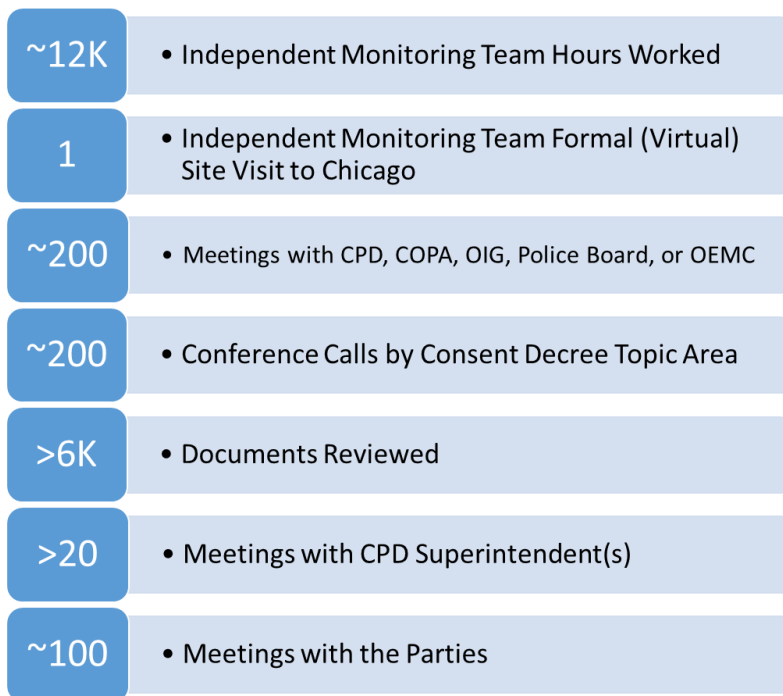 ~12K
• Independent Monitoring Team Hours Worked
1
• Independent Monitoring Team Formal (Virtual)
Site Visit to Chicago
~200
• Meetings with CPD, COPA, OIG, Police Board, or OEMC
~200
• Conference Calls by Consent Decree Topic Area
>6K
• Documents Reviewed
>20
• Meetings with CPD Superintendent(s)
~100
• Meetings with the Parties